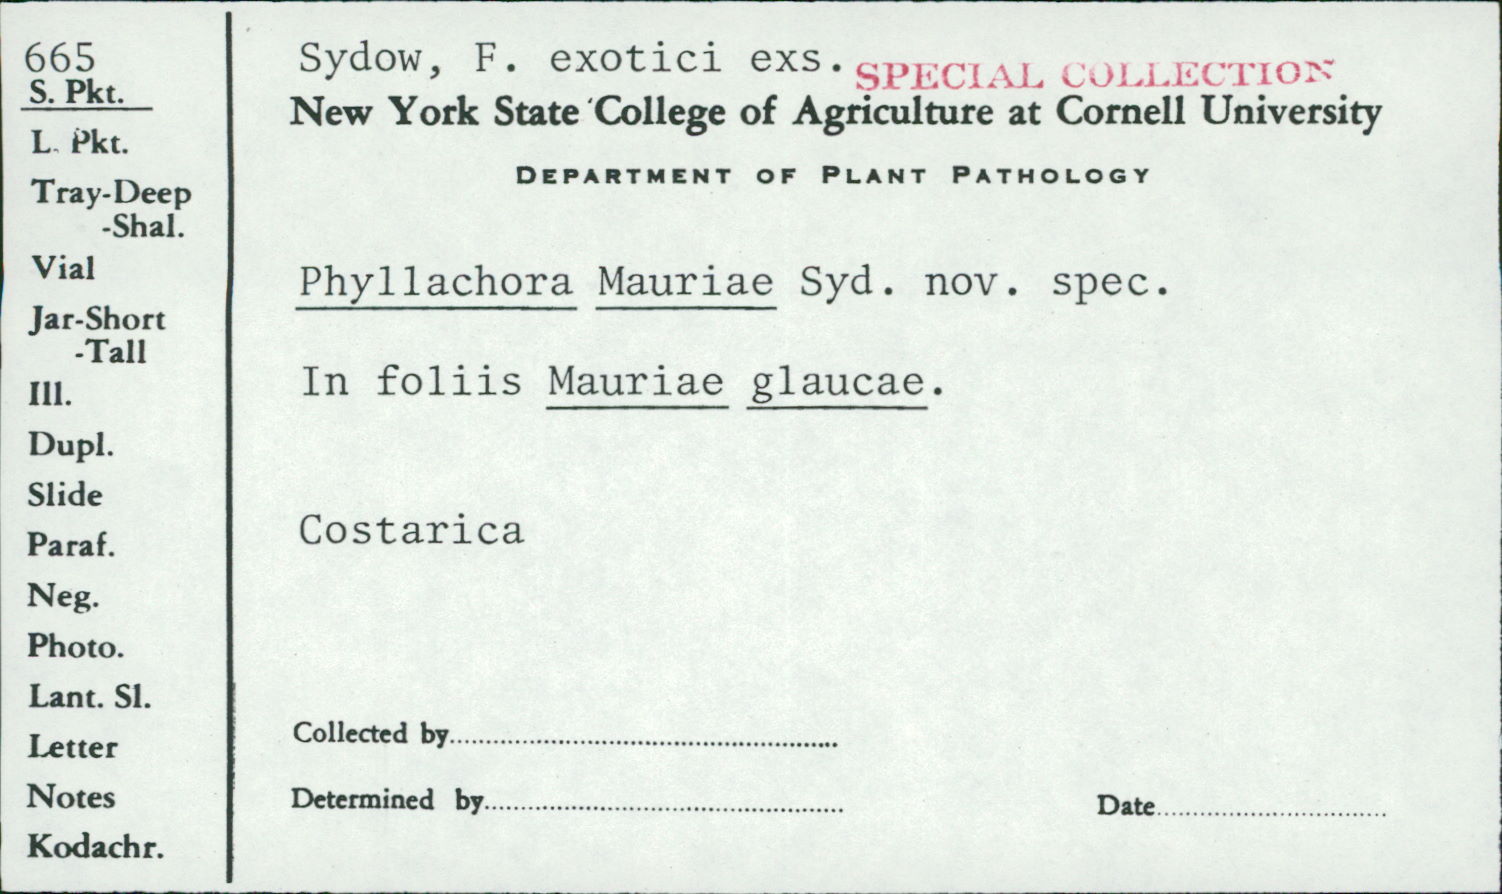 665
S. Pkt.
L. Pkt.
Tray-Deep
-Shal.
Vial
Jar-Short
-Tall
Ill.
Dupl.
Slide
Paraf.
Neg.
Photo.
Lant. Sl.
Letter
Notes
Kodachr.
Sydow, F. exotici exs. SPECIAL COLLECTION
New York State College of Agriculture at Cornell University
DEPARTMENT OF PLANT PATHOLOGY
Phyllachora Mauriae Syd. nov. spec.
In foliis Mauriae glaucae.
Costarica
Collected by
Determined by
Date